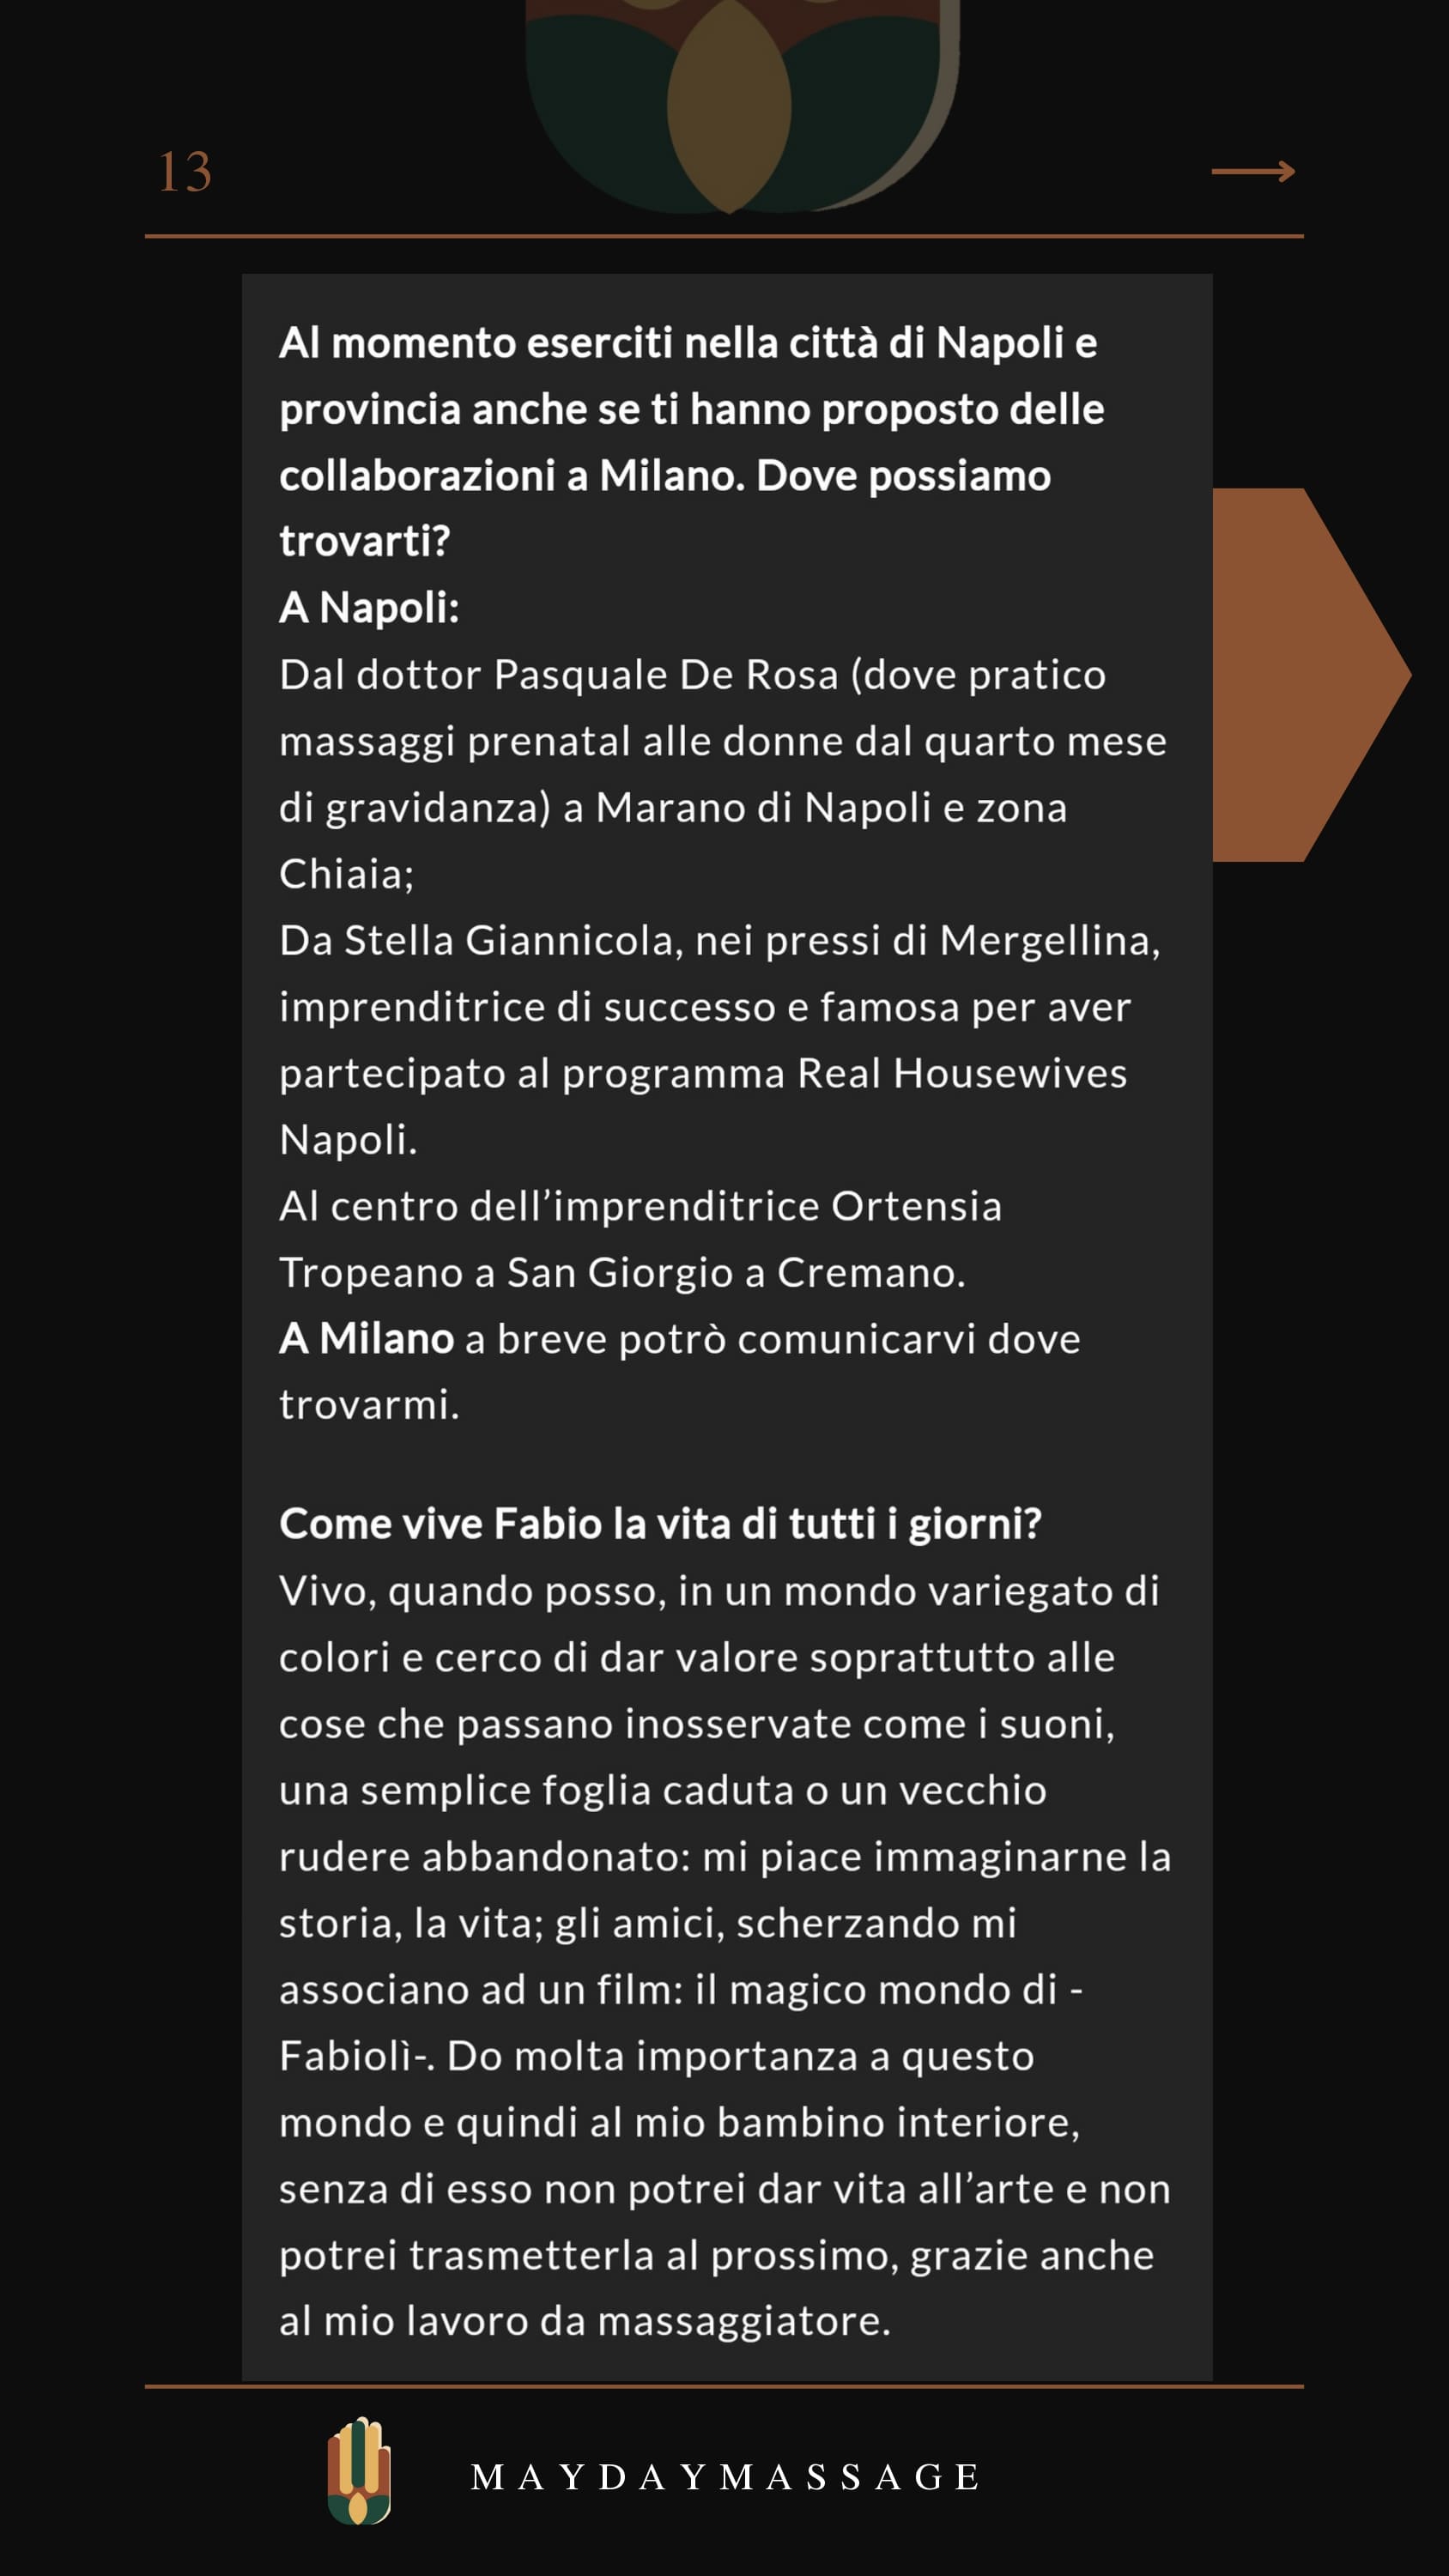 13
Al momento eserciti nella città di Napoli e
provincia anche se ti hanno proposto delle
collaborazioni a Milano. Dove possiamo
trovarti?
A Napoli:
Dal dottor Pasquale De Rosa (dove pratico
massaggi prenatal alle donne dal quarto mese
di gravidanza) a Marano di Napoli e zona
Chiaia;
Da Stella Giannicola, nei pressi di Mergellina,
imprenditrice di successo e famosa per aver
partecipato al programma Real Housewives
Napoli.
Al centro dell’imprenditrice Ortensia
Tropeano a San Giorgio a Cremano.
A Milano a breve potrò comunicarvi dove
trovarmi.
Come vive Fabio la vita di tutti i giorni?
Vivo, quando posso, in un mondo variegato di
colori e cerco di dar valore soprattutto alle
cose che passano inosservate come i suoni,
una semplice foglia caduta o un vecchio
rudere abbandonato: mi piace immaginarne la
storia, la vita; gli amici, scherzando mi
associano ad un film: il magico mondo di -
Fabiolì-. Do molta importanza a questo
mondo e quindi al mio bambino interiore,
senza di esso non potrei dar vita all’arte e non
potrei trasmetterla al prossimo, grazie anche
al mio lavoro da massaggiatore.
MAYDAYMASSAGE